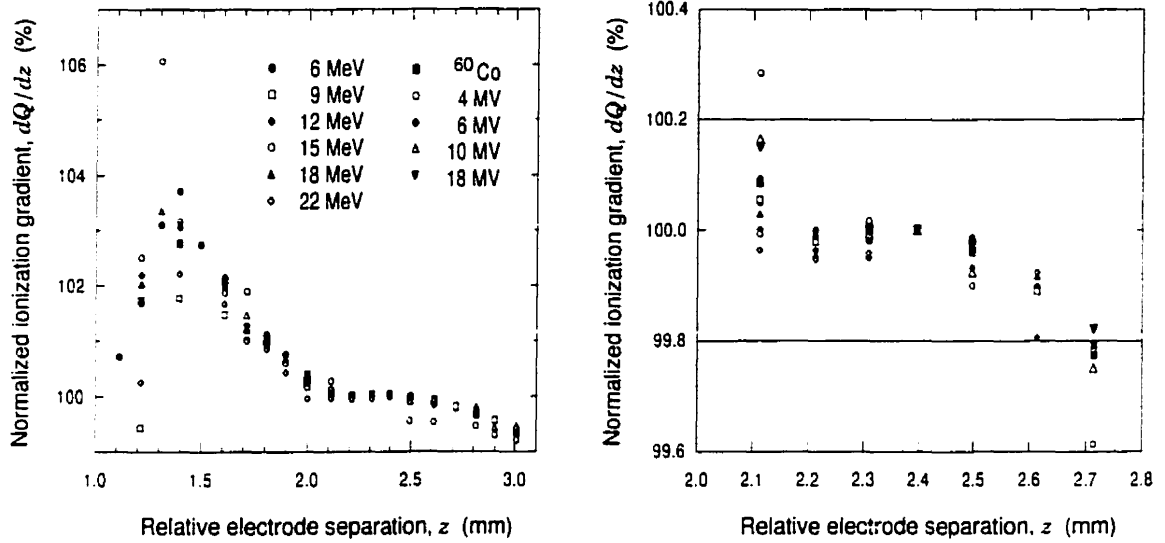 Normalized ionization gradient, dQ/dz (%)
106
104
102
100
1.0 1.5 2.0 2.5 3.0
Relative electrode separation, z (mm)
6 MeV
9 MeV
12 MeV
15 MeV
18 MeV
22 MeV
⁶⁰Co
4 MV
6 MV
10 MV
18 MV
Normalized ionization gradient, dQ/dz (%)
100.4
100.2
100.0
99.8
99.6
2.0 2.1 2.2 2.3 2.4 2.5 2.6 2.7 2.8
Relative electrode separation, z (mm)